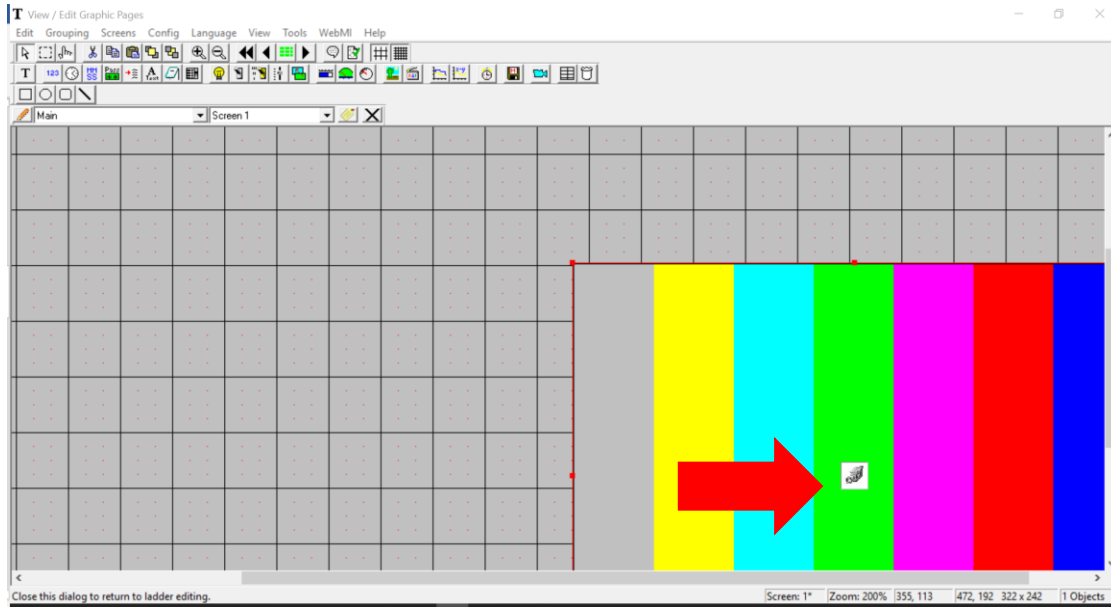 T View / Edit Graphic Pages
Edit Grouping Screens Config Language View Tools WebMI Help
T 123
Main Screen 1
Close this dialog to return to ladder editing. Screen: 1* Zoom: 200% 355, 113 472, 192 322 x 242 1 Objects